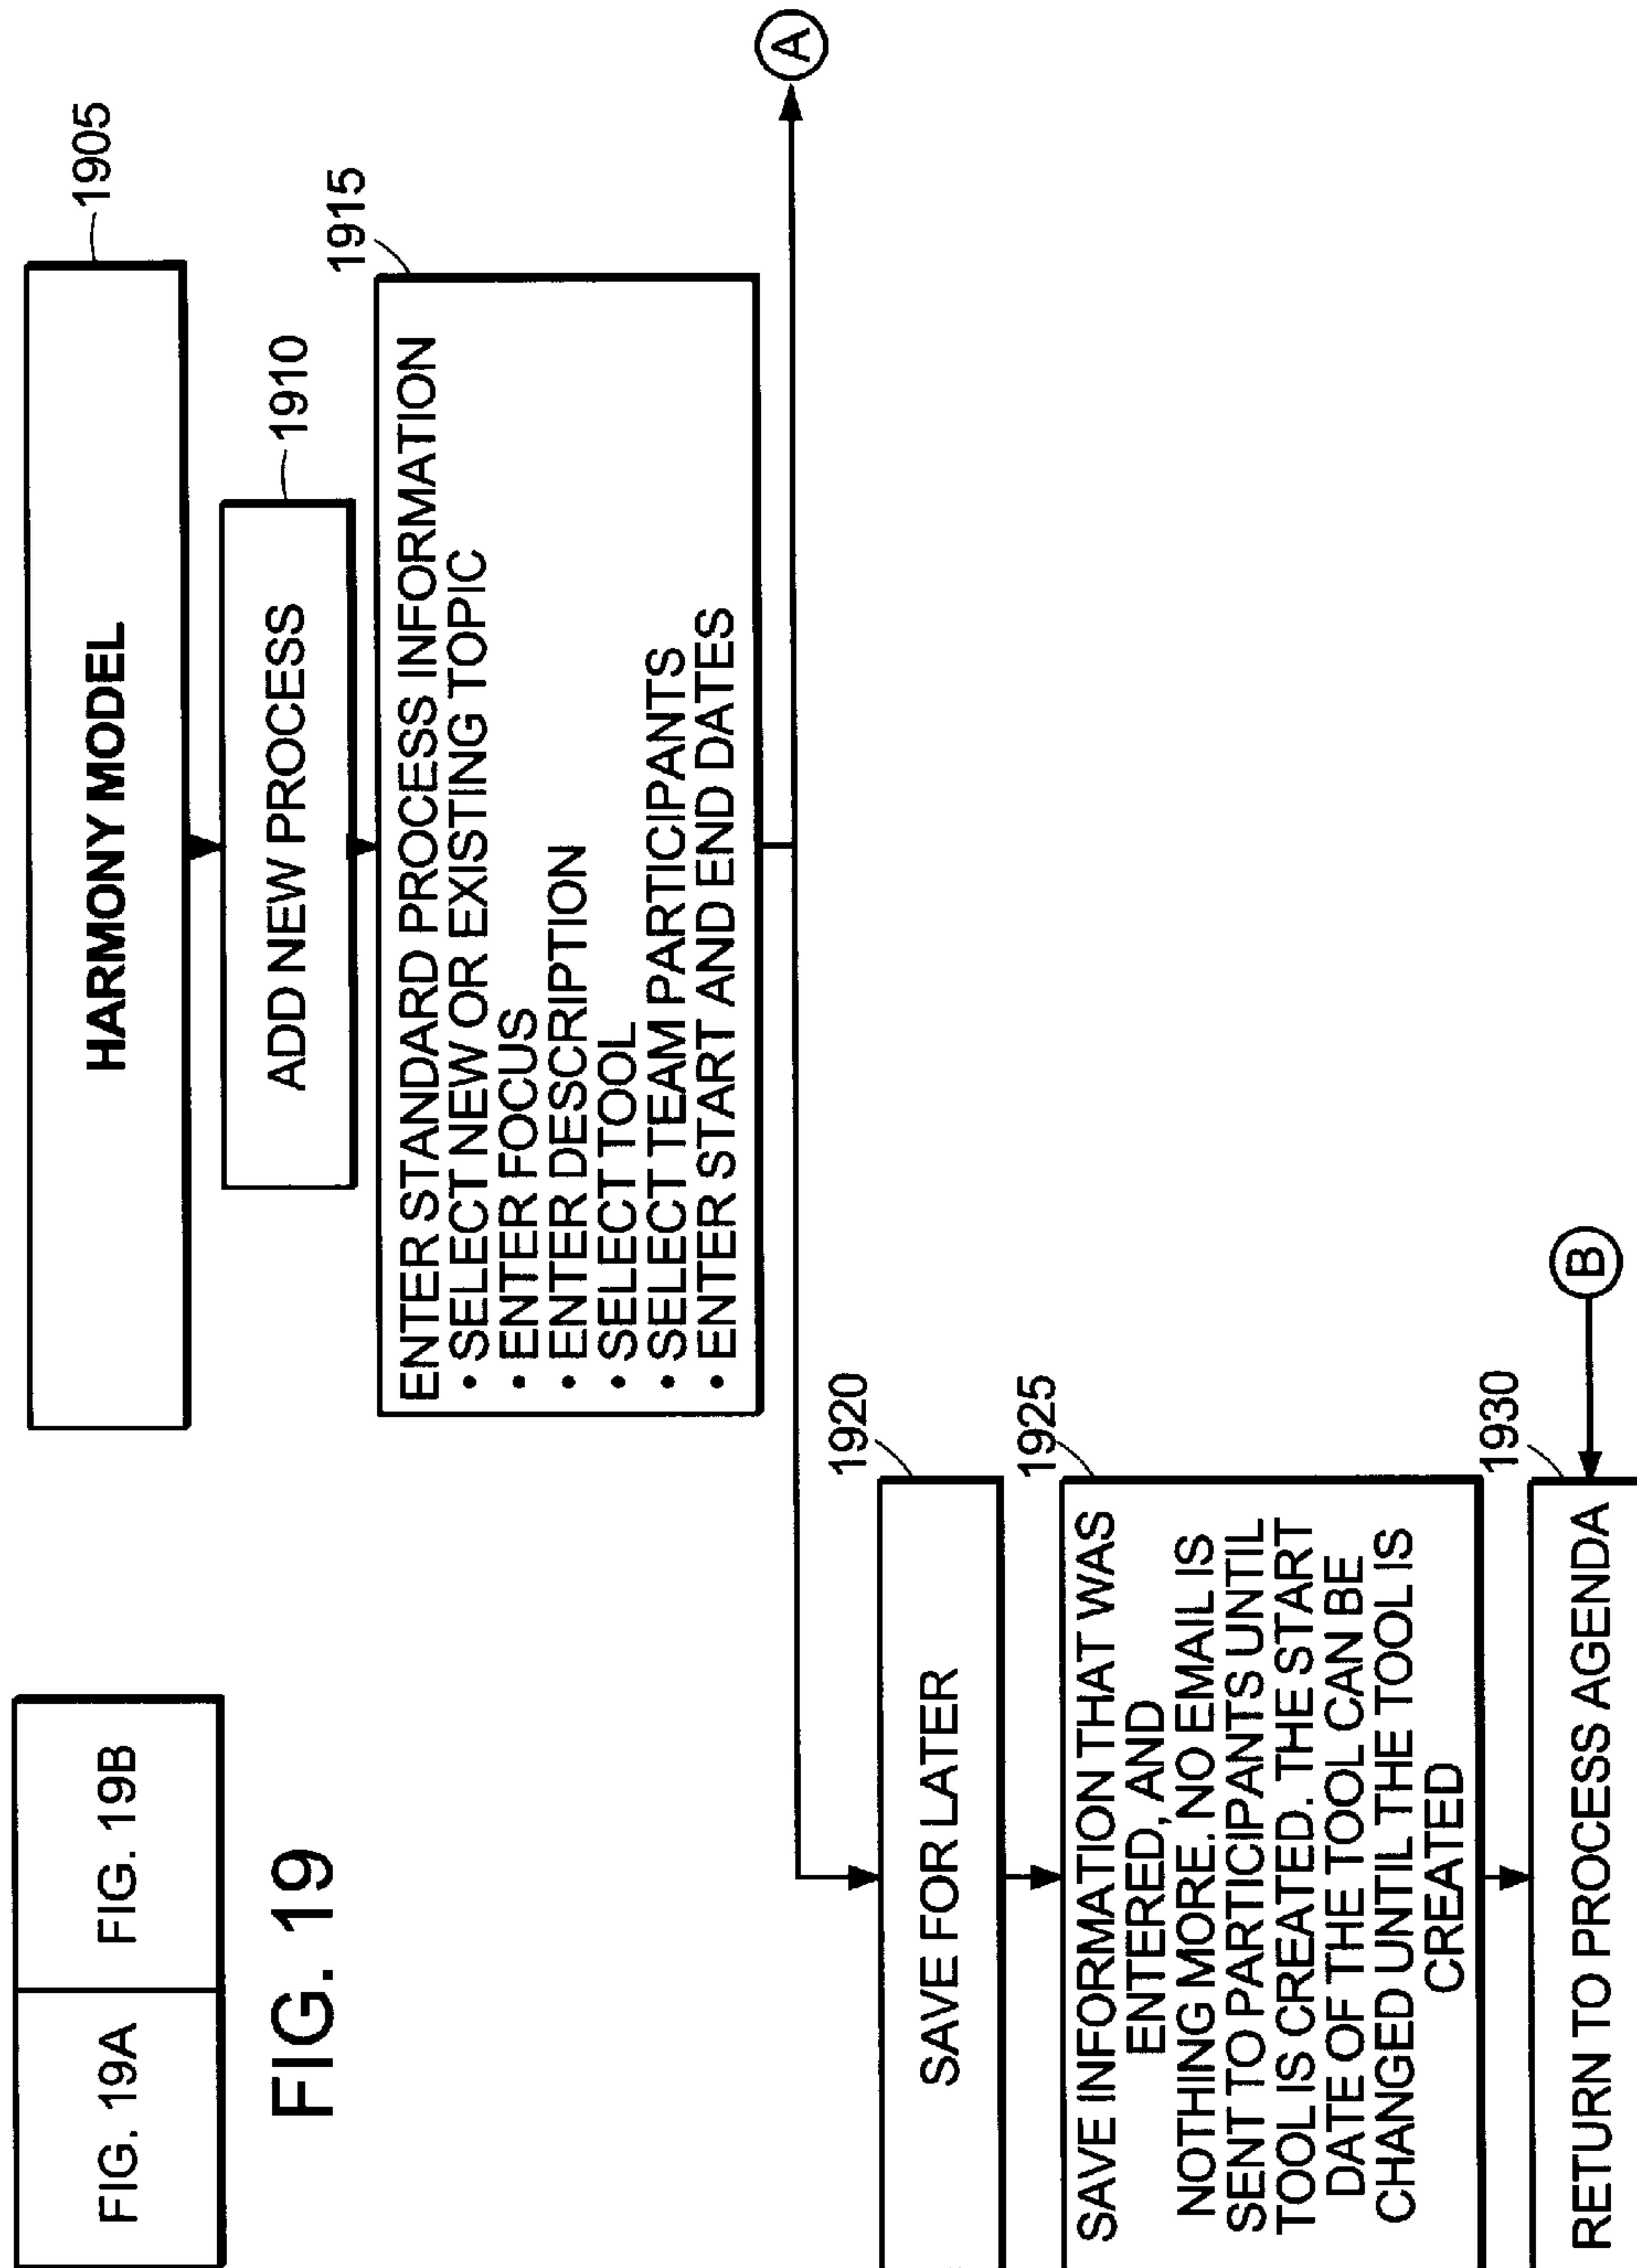 FIG. 19A
FIG. 19B
FIG. 19
HARMONY MODEL
1905
ADD NEW PROCESS
1910
1915
ENTER STANDARD PROCESS INFORMATION
• SELECT NEW OR EXISTING TOPIC
• ENTER FOCUS
• ENTER DESCRIPTION
• SELECT TOOL
• SELECT TEAM PARTICIPANTS
• ENTER START AND END DATES
A
1920
SAVE FOR LATER
1925
SAVE INFORMATION THAT WAS
ENTERED, AND
NOTHING MORE. NO EMAIL IS
SENT TO PARTICIPANTS UNTIL
TOOL IS CREATED. THE START
DATE OF THE TOOL CAN BE
CHANGED UNTIL THE TOOL IS
CREATED
1930
RETURN TO PROCESS AGENDA
B